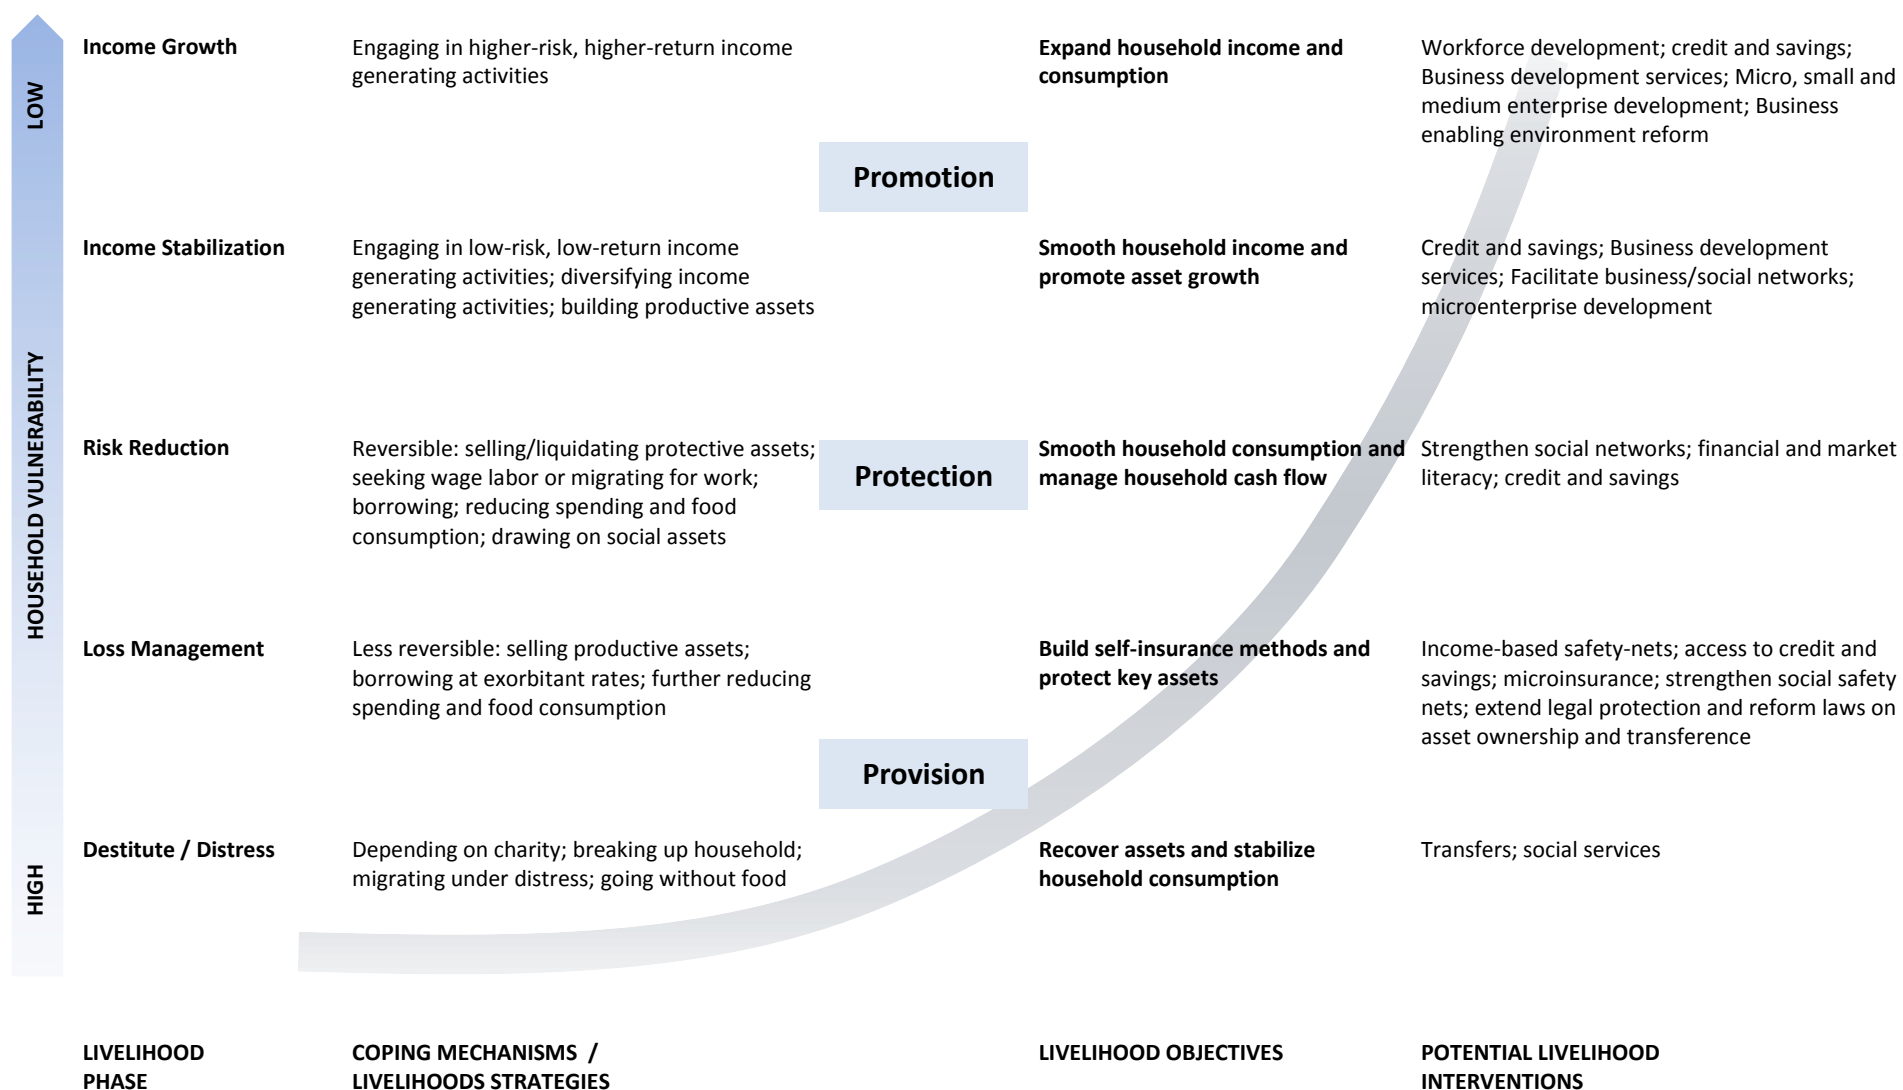 LOW
HOUSEHOLD VULNERABILITY
HIGH
Income Growth
Engaging in higher-risk, higher-return income
generating activities
Expand household income and
consumption
Workforce development; credit and savings;
Business development services; Micro, small and
medium enterprise development; Business
enabling environment reform
Promotion
Income Stabilization
Engaging in low-risk, low-return income
generating activities; diversifying income
generating activities; building productive assets
Smooth household income and
promote asset growth
Credit and savings; Business development
services; Facilitate business/social networks;
microenterprise development
Risk Reduction
Reversible: selling/liquidating protective assets;
seeking wage labor or migrating for work;
borrowing; reducing spending and food
consumption; drawing on social assets
Protection
Smooth household consumption and
manage household cash flow
Strengthen social networks; financial and market
literacy; credit and savings
Loss Management
Less reversible: selling productive assets;
borrowing at exorbitant rates; further reducing
spending and food consumption
Build self-insurance methods and
protect key assets
Income-based safety-nets; access to credit and
savings; microinsurance; strengthen social safety
nets; extend legal protection and reform laws on
asset ownership and transference
Provision
Destitute / Distress
Depending on charity; breaking up household;
migrating under distress; going without food
Recover assets and stabilize
household consumption
Transfers; social services
LIVELIHOOD
PHASE
COPING MECHANISMS /
LIVELIHOODS STRATEGIES
LIVELIHOOD OBJECTIVES
POTENTIAL LIVELIHOOD
INTERVENTIONS